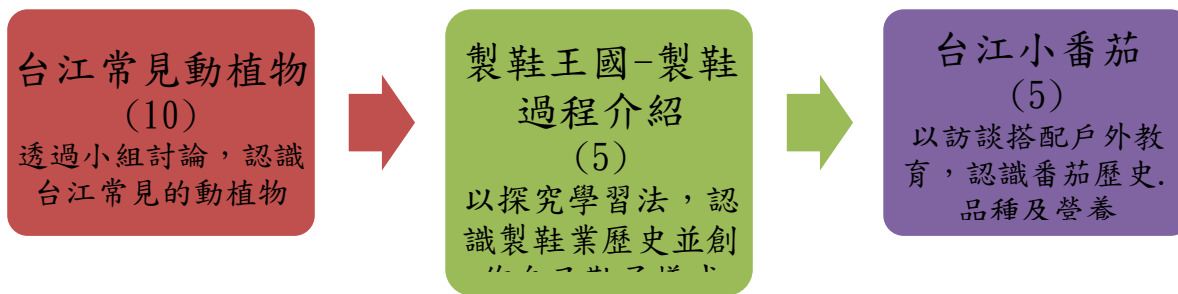 台江常見動植物
(10)
透過小組討論，認識
台江常見的動植物
製鞋王國-製鞋
過程介紹
(5)
以探究學習法，認
識製鞋業歷史並創
台江小番茄
(5)
以訪談搭配戶外教
育，認識番茄歷史.
品種及營養